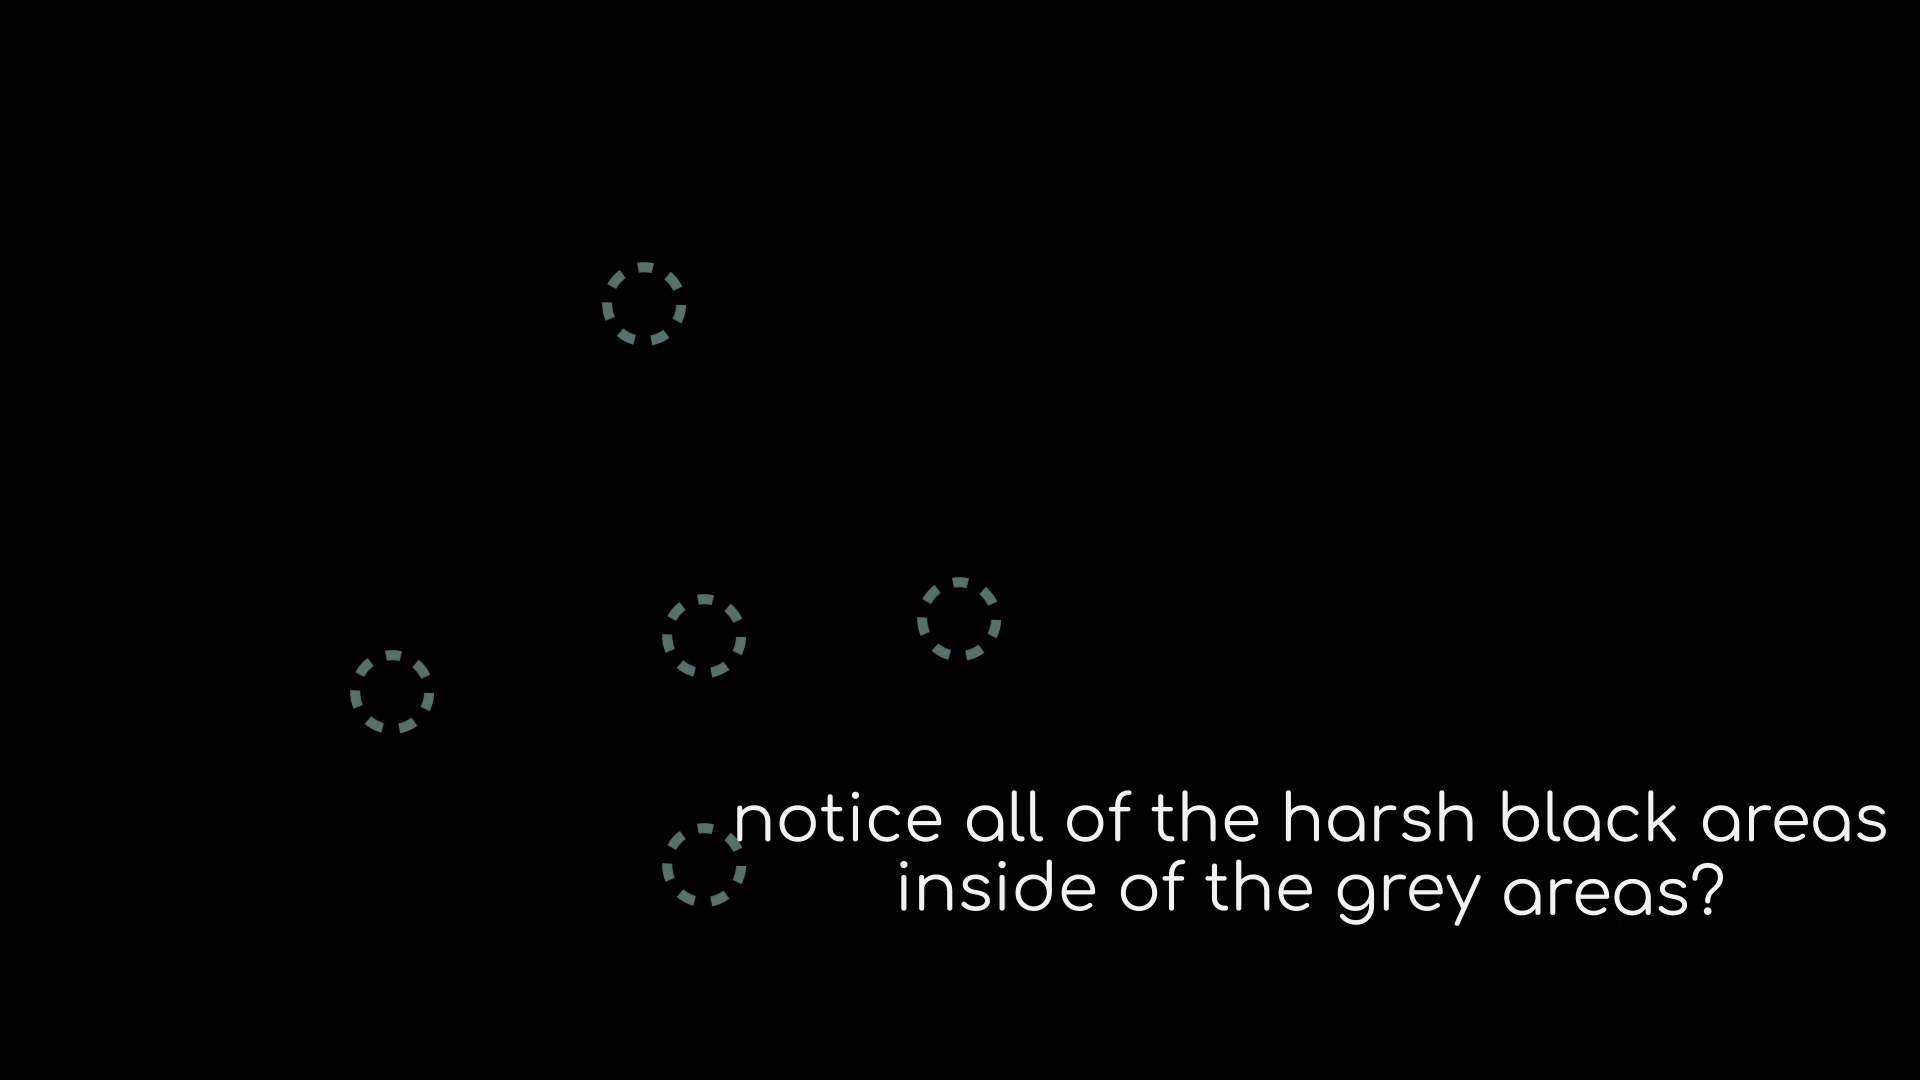 notice all of the harsh black areas
inside of the grey areas?